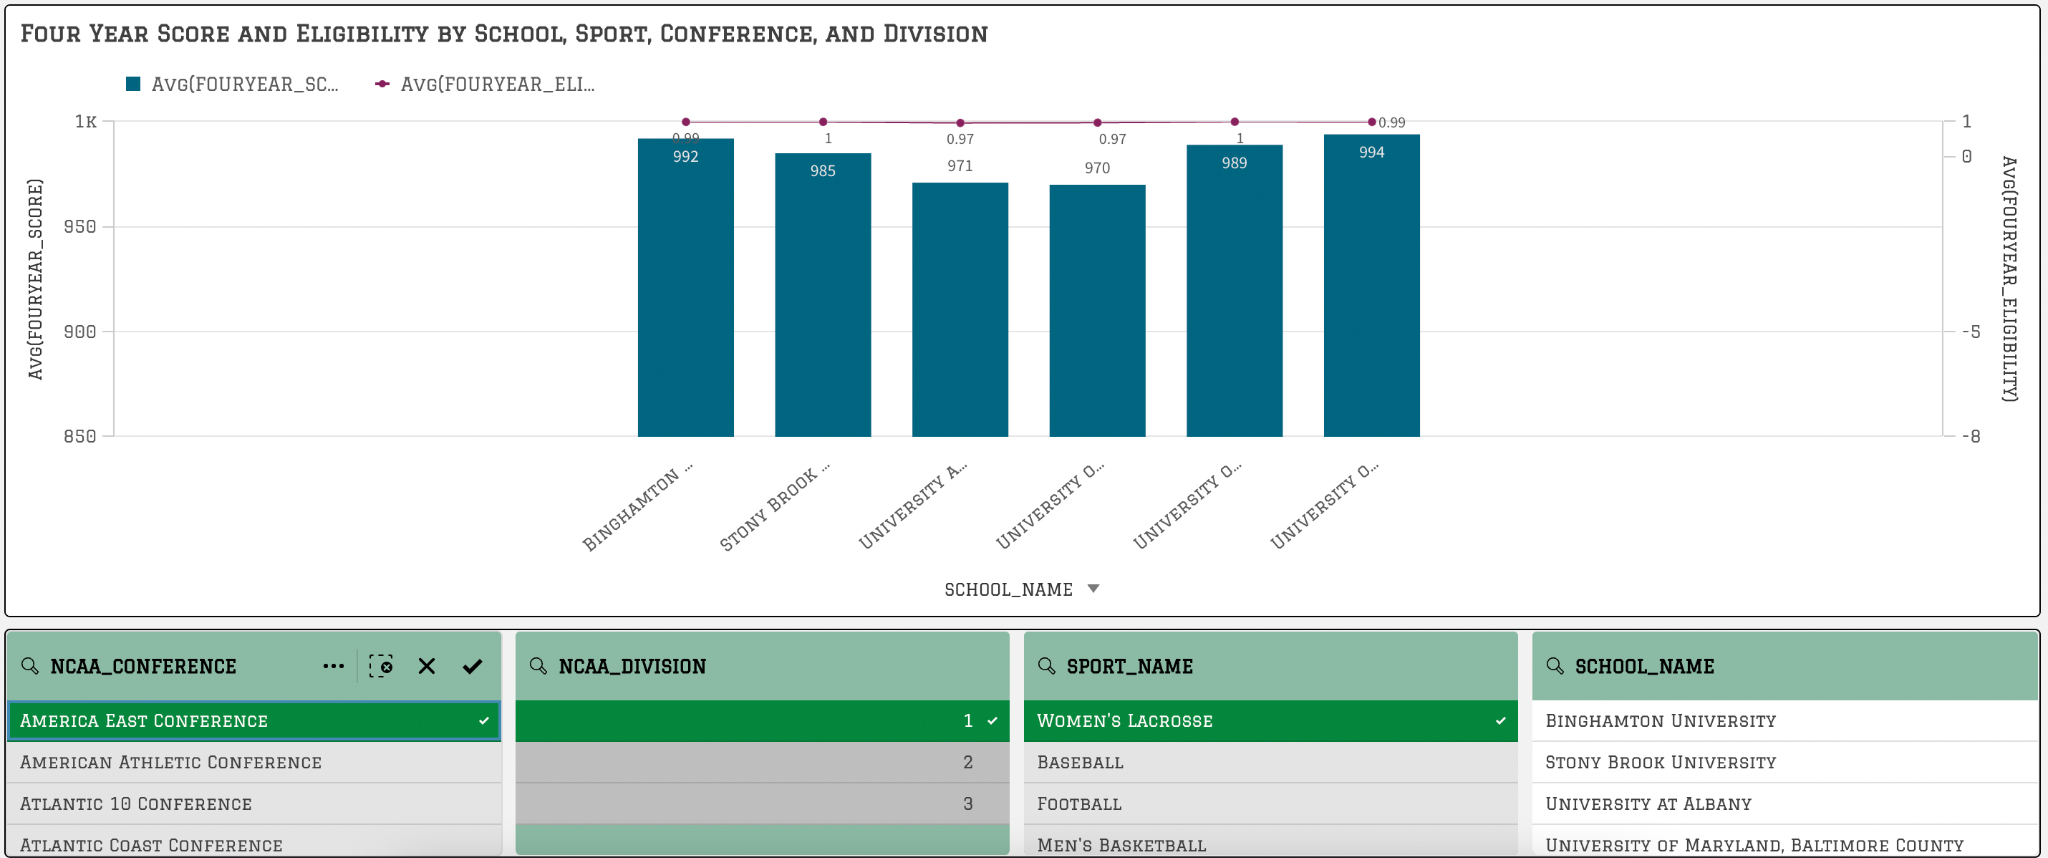 Four Year Score and Eligibility by School, Sport, Conference, and Division
Avg(FOURYEAR_SC... Avg(FOURYEAR_ELI...
1k
950
900
850
Avg(FOURYEAR_SCORE)
0.99 1 0.97 0.97 1 0.99
992 985 971 970 989 994
1
0
-5
-8
Avg(FOURYEAR_ELIGIBILITY)
Binghamton ...
Stony Brook ...
University a...
University o...
University o...
University o...
SCHOOL_NAME
NCAA_CONFERENCE
America East Conference
American Athletic Conference
Atlantic 10 Conference
Atlantic Coast Conference
NCAA_DIVISION
1
2
3
SPORT_NAME
Women's Lacrosse
Baseball
Football
Men's Basketball
SCHOOL_NAME
Binghamton University
Stony Brook University
University at Albany
University of Maryland, Baltimore County